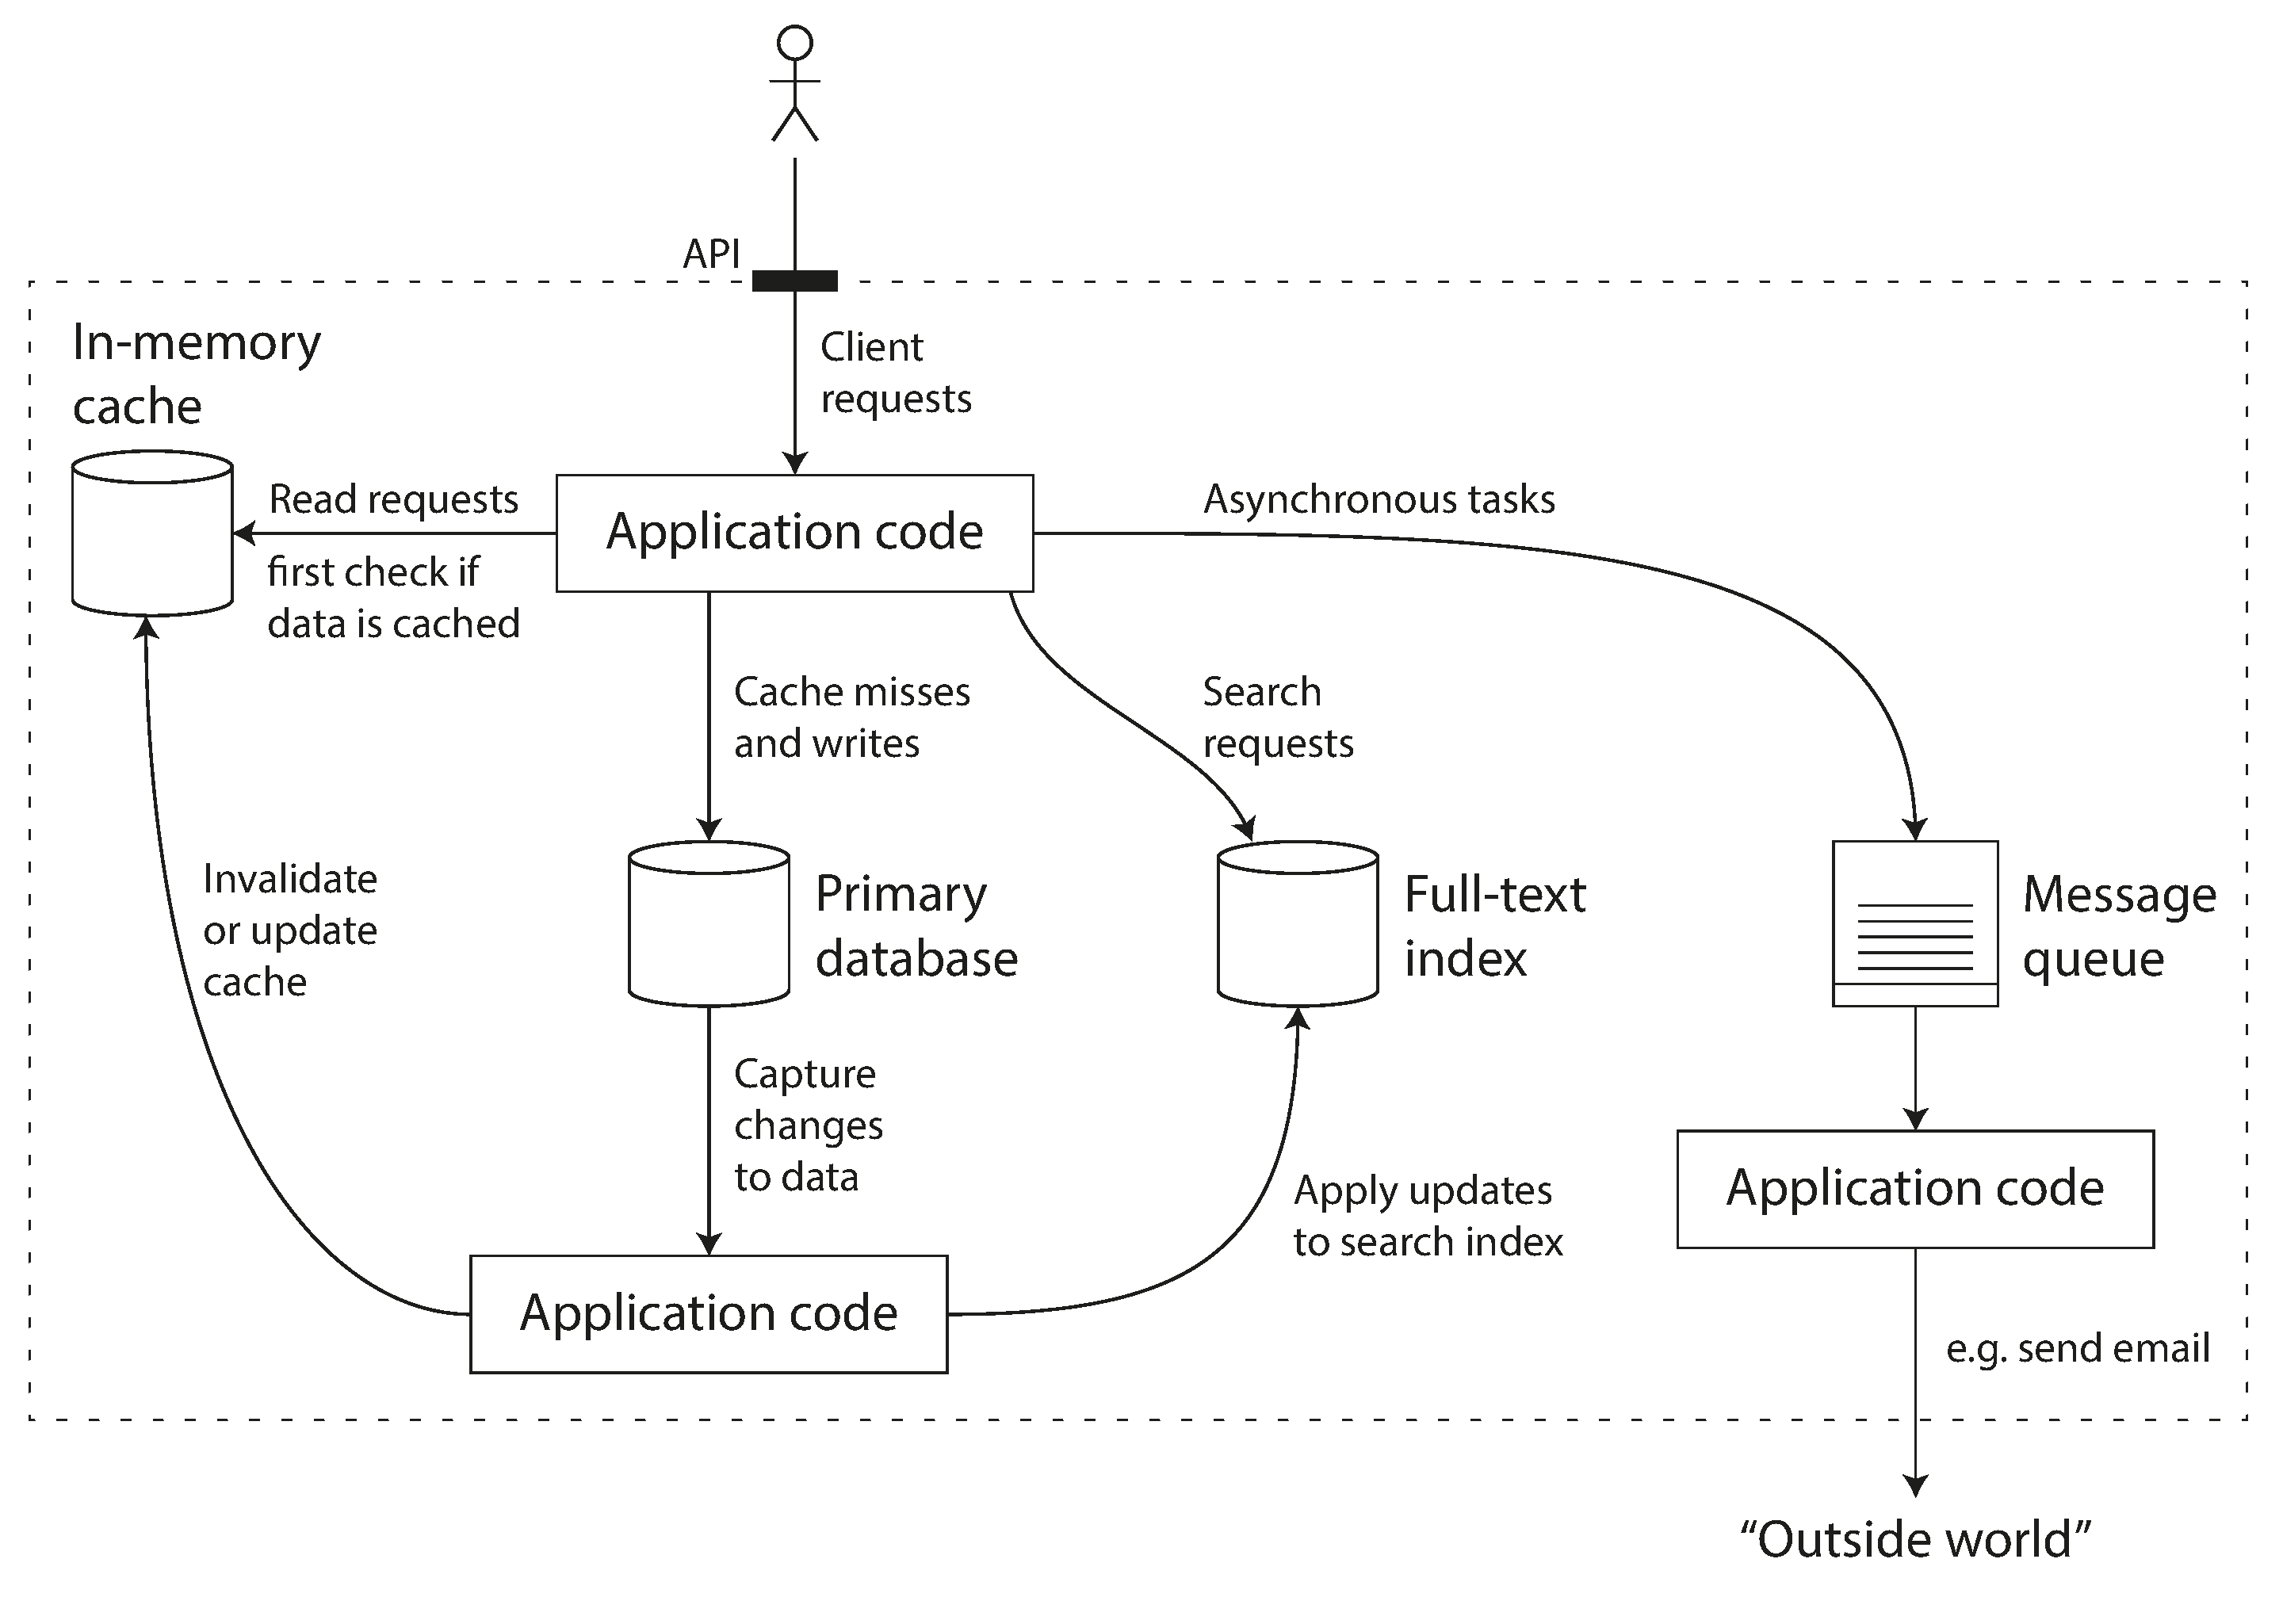 API
In-memory
cache
Client
requests
Read requests
first check if
data is cached
Application code
Asynchronous tasks
Cache misses
and writes
Search
requests
Invalidate
or update
cache
Primary
database
Full-text
index
Message
queue
Capture
changes
to data
Apply updates
to search index
Application code
Application code
e.g. send email
“Outside world”